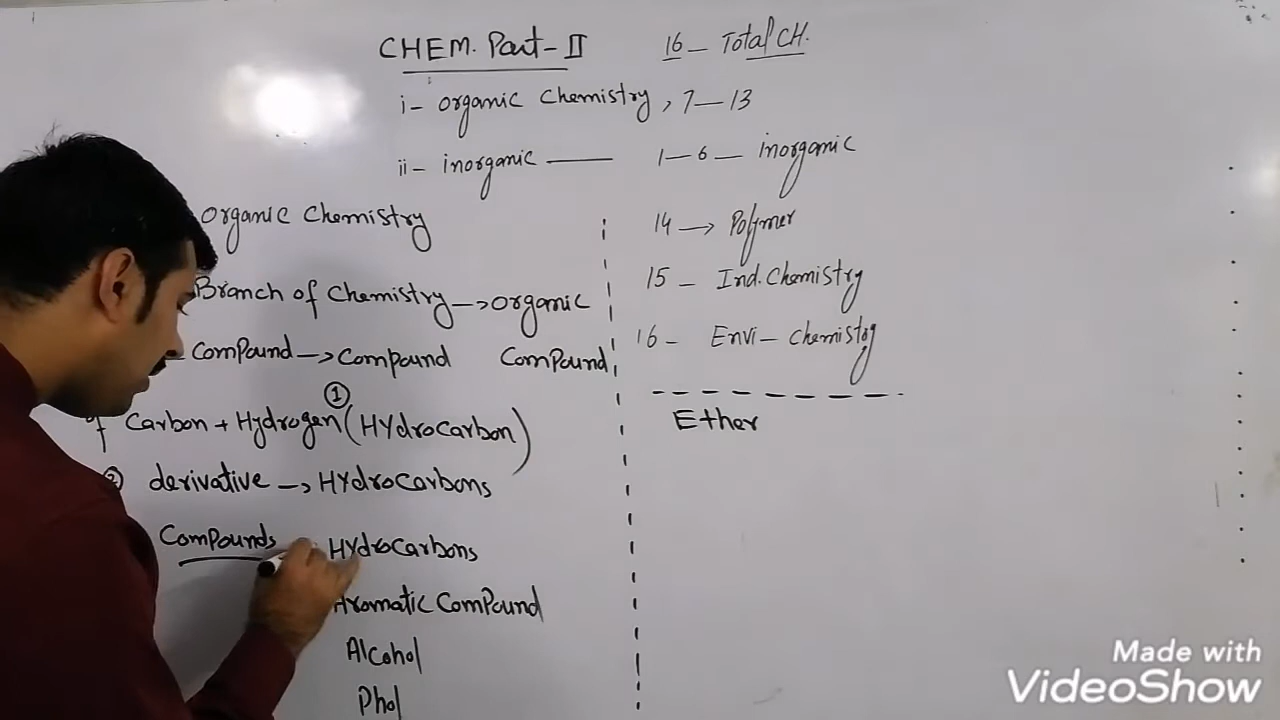 CHEM. Part-II
16 - Total CH.
i- organic chemistry, 7-13
ii- inorganic —— 1-6- inorganic
Organic Chemistry
Branch of Chemistry -> Organic
Compound -> Compound Compound
①
of Carbon + Hydrogen (HYdrocarbon)
② derivative -> HYdrocarbons
Compounds HYdrocarbons
Aromatic Compound
Alcohol
Phol
14 -> Polymer
15 - Ind. Chemistry
16 - Envi- chemistry
Ether
Made with
VideoShow